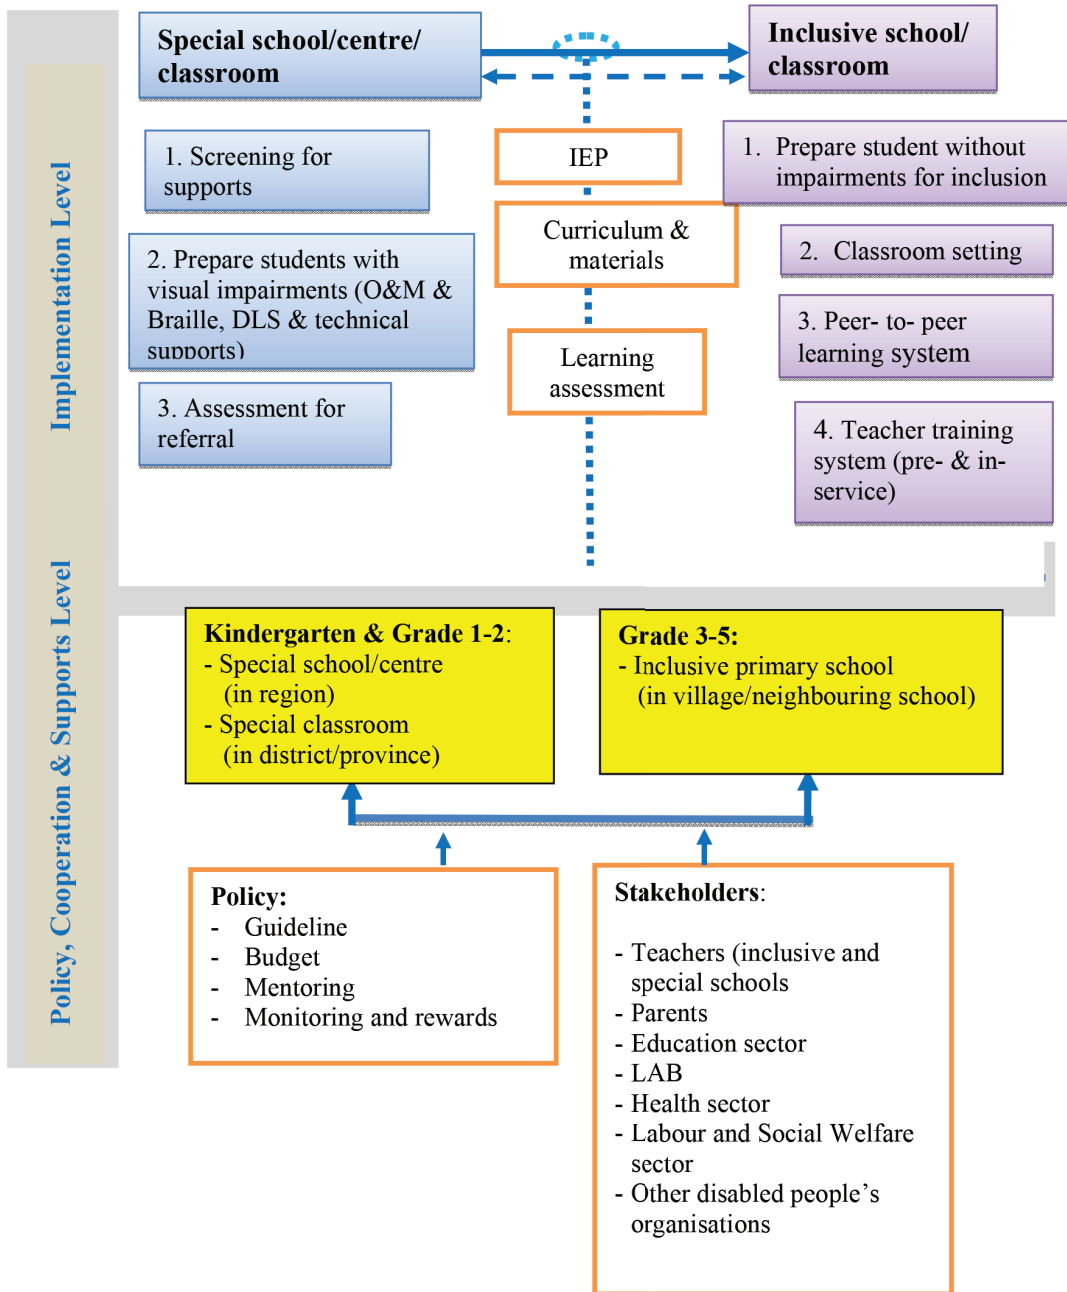 Special school/centre/
classroom
Inclusive school/
classroom
Implementation Level
1. Screening for
supports
2. Prepare students with
visual impairments (O&M &
Braille, DLS & technical
supports)
3. Assessment for
referral
IEP
Curriculum &
materials
Learning
assessment
1. Prepare student without
impairments for inclusion
2. Classroom setting
3. Peer- to- peer
learning system
4. Teacher training
system (pre- & in-
service)
Policy, Cooperation & Supports Level
Kindergarten & Grade 1-2:
- Special school/centre
(in region)
- Special classroom
(in district/province)
Grade 3-5:
- Inclusive primary school
(in village/neighbouring school)
Policy:
- Guideline
- Budget
- Mentoring
- Monitoring and rewards
Stakeholders:
- Teachers (inclusive and
special schools
- Parents
- Education sector
- LAB
- Health sector
- Labour and Social Welfare
sector
- Other disabled people's
organisations